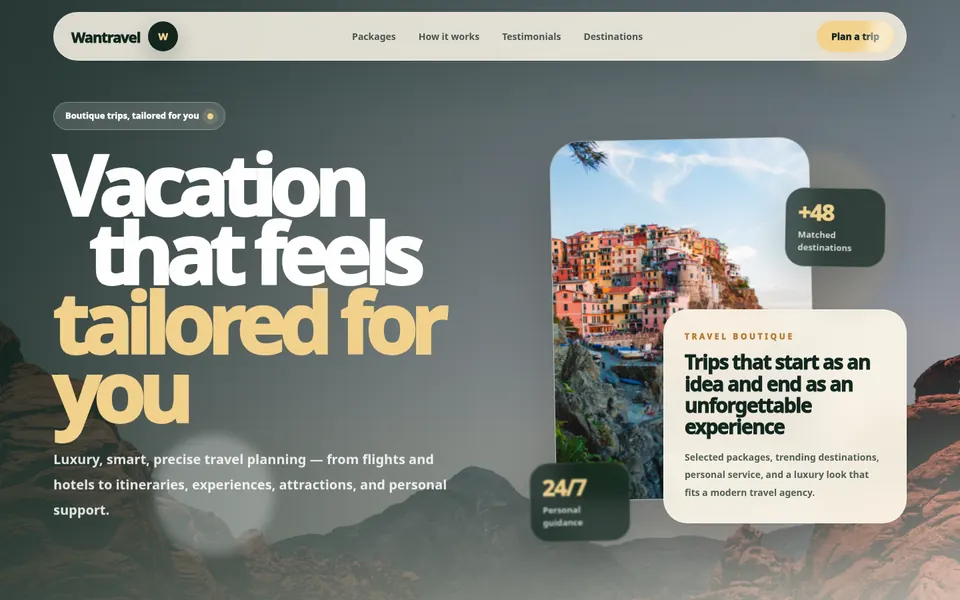 Wantravel
W
Packages
How it works
Testimonials
Destinations
Plan a trip
Boutique trips, tailored for you
Vacation
that feels
tailored for
you
Luxury, smart, precise travel planning — from flights and
hotels to itineraries, experiences, attractions, and personal
support.
+48
Matched
destinations
TRAVEL BOUTIQUE
Trips that start as an
idea and end as an
unforgettable
experience
Selected packages, trending destinations,
personal service, and a luxury look that
fits a modern travel agency.
24/7
Personal
guidance